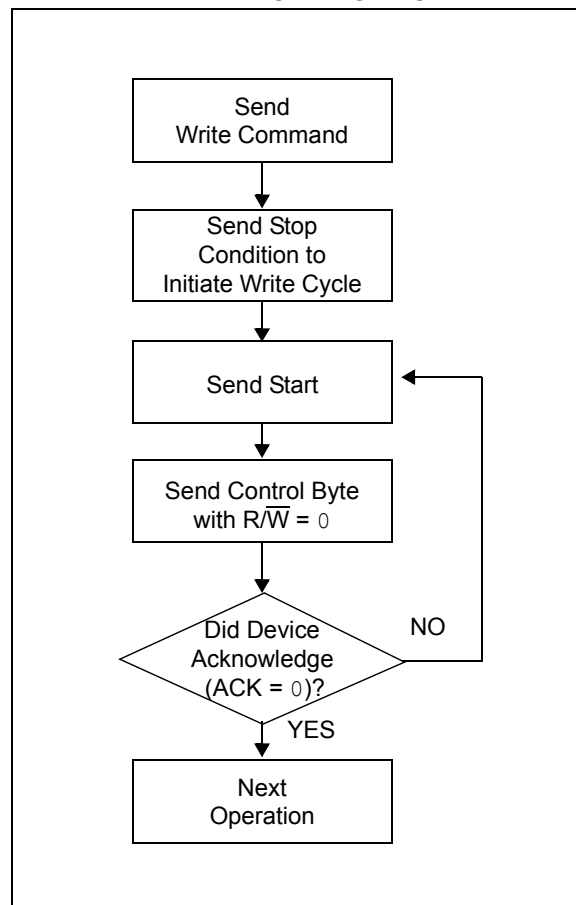 Send
Write Command
Send Stop
Condition to
Initiate Write Cycle
Send Start
Send Control Byte
with R/W̅ = 0
Did Device
Acknowledge
(ACK = 0)?
NO
YES
Next
Operation